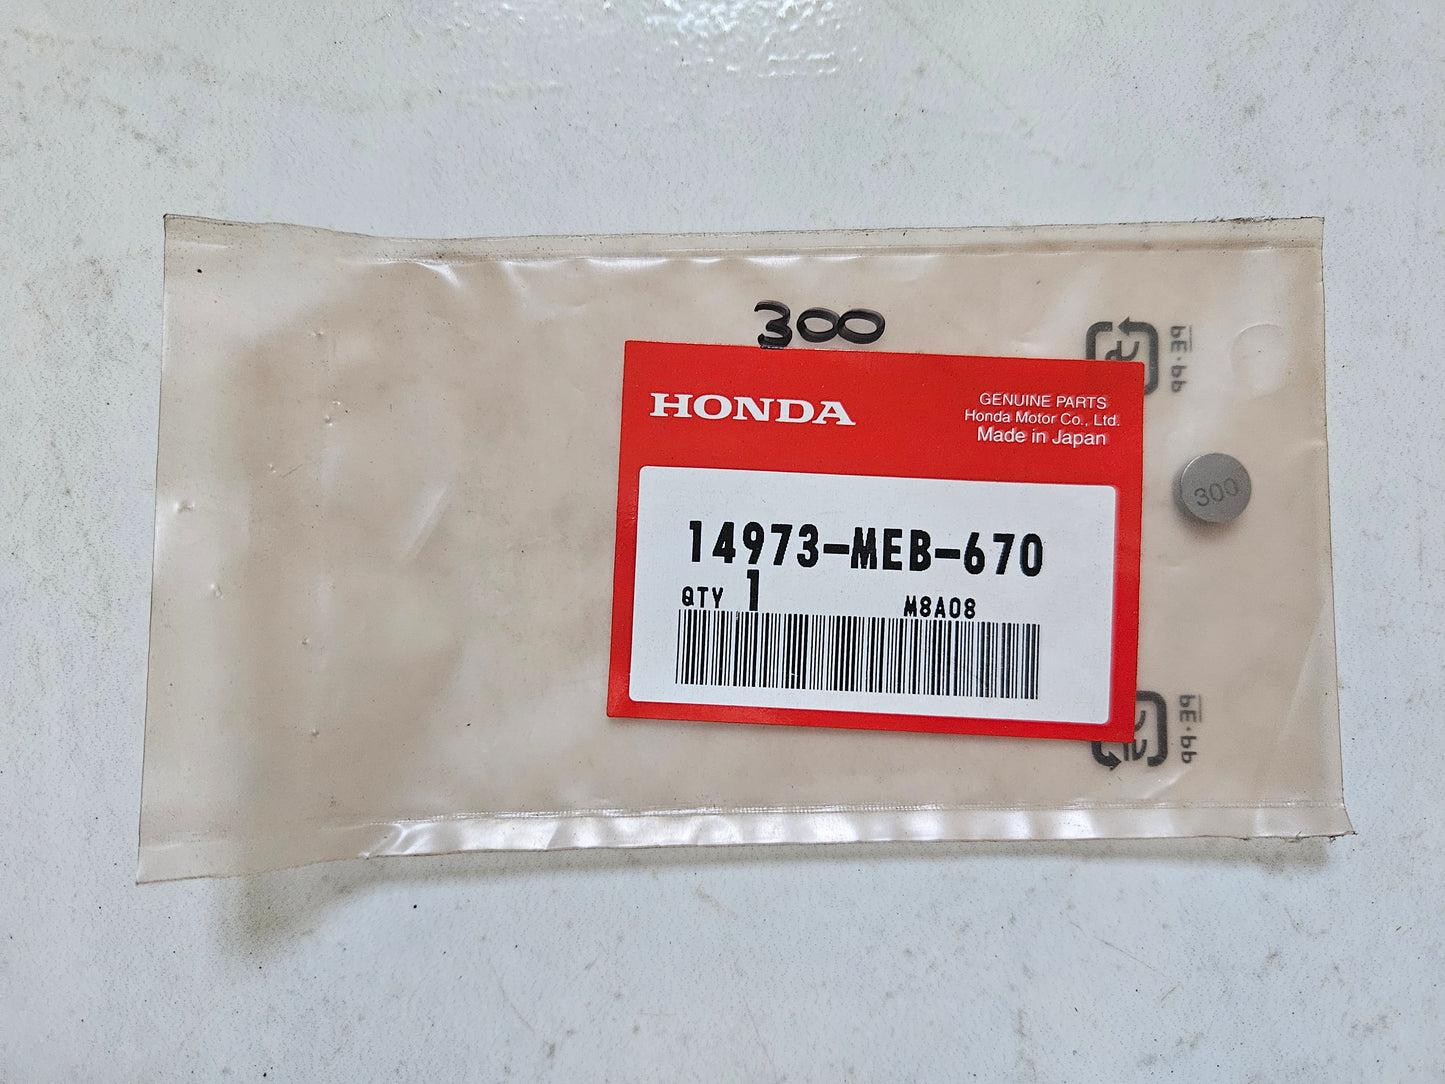 300
HONDA
GENUINE PARTS
Honda Motor Co., Ltd.
Made in Japan
300
14973-MEB-670
QTY 1
M8A08